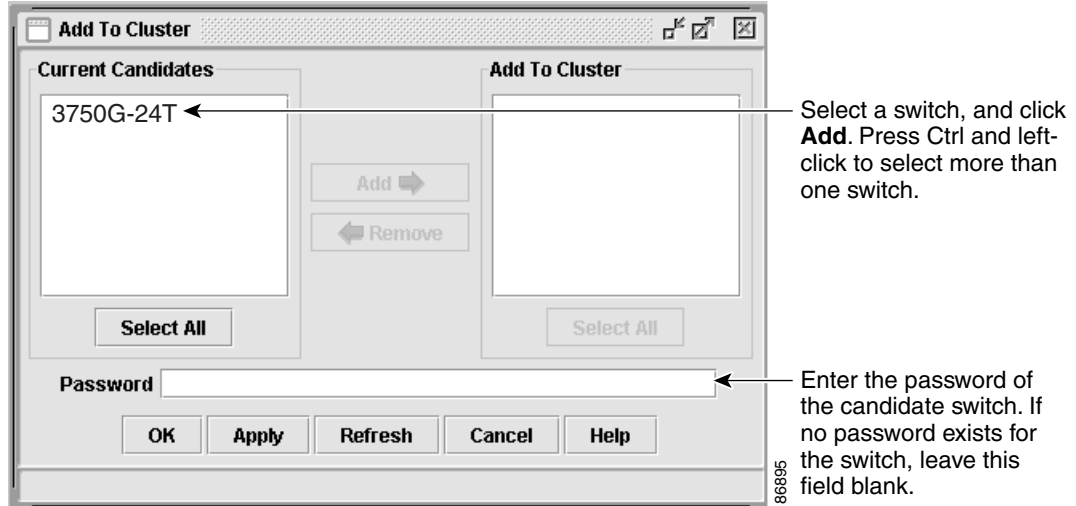 Add To Cluster
Current Candidates
Add To Cluster
3750G-24T
Select a switch, and click
Add. Press Ctrl and left-
click to select more than
one switch.
Add
Remove
Select All
Select All
Password
Enter the password of
the candidate switch. If
no password exists for
the switch, leave this
field blank.
OK
Apply
Refresh
Cancel
Help
86895